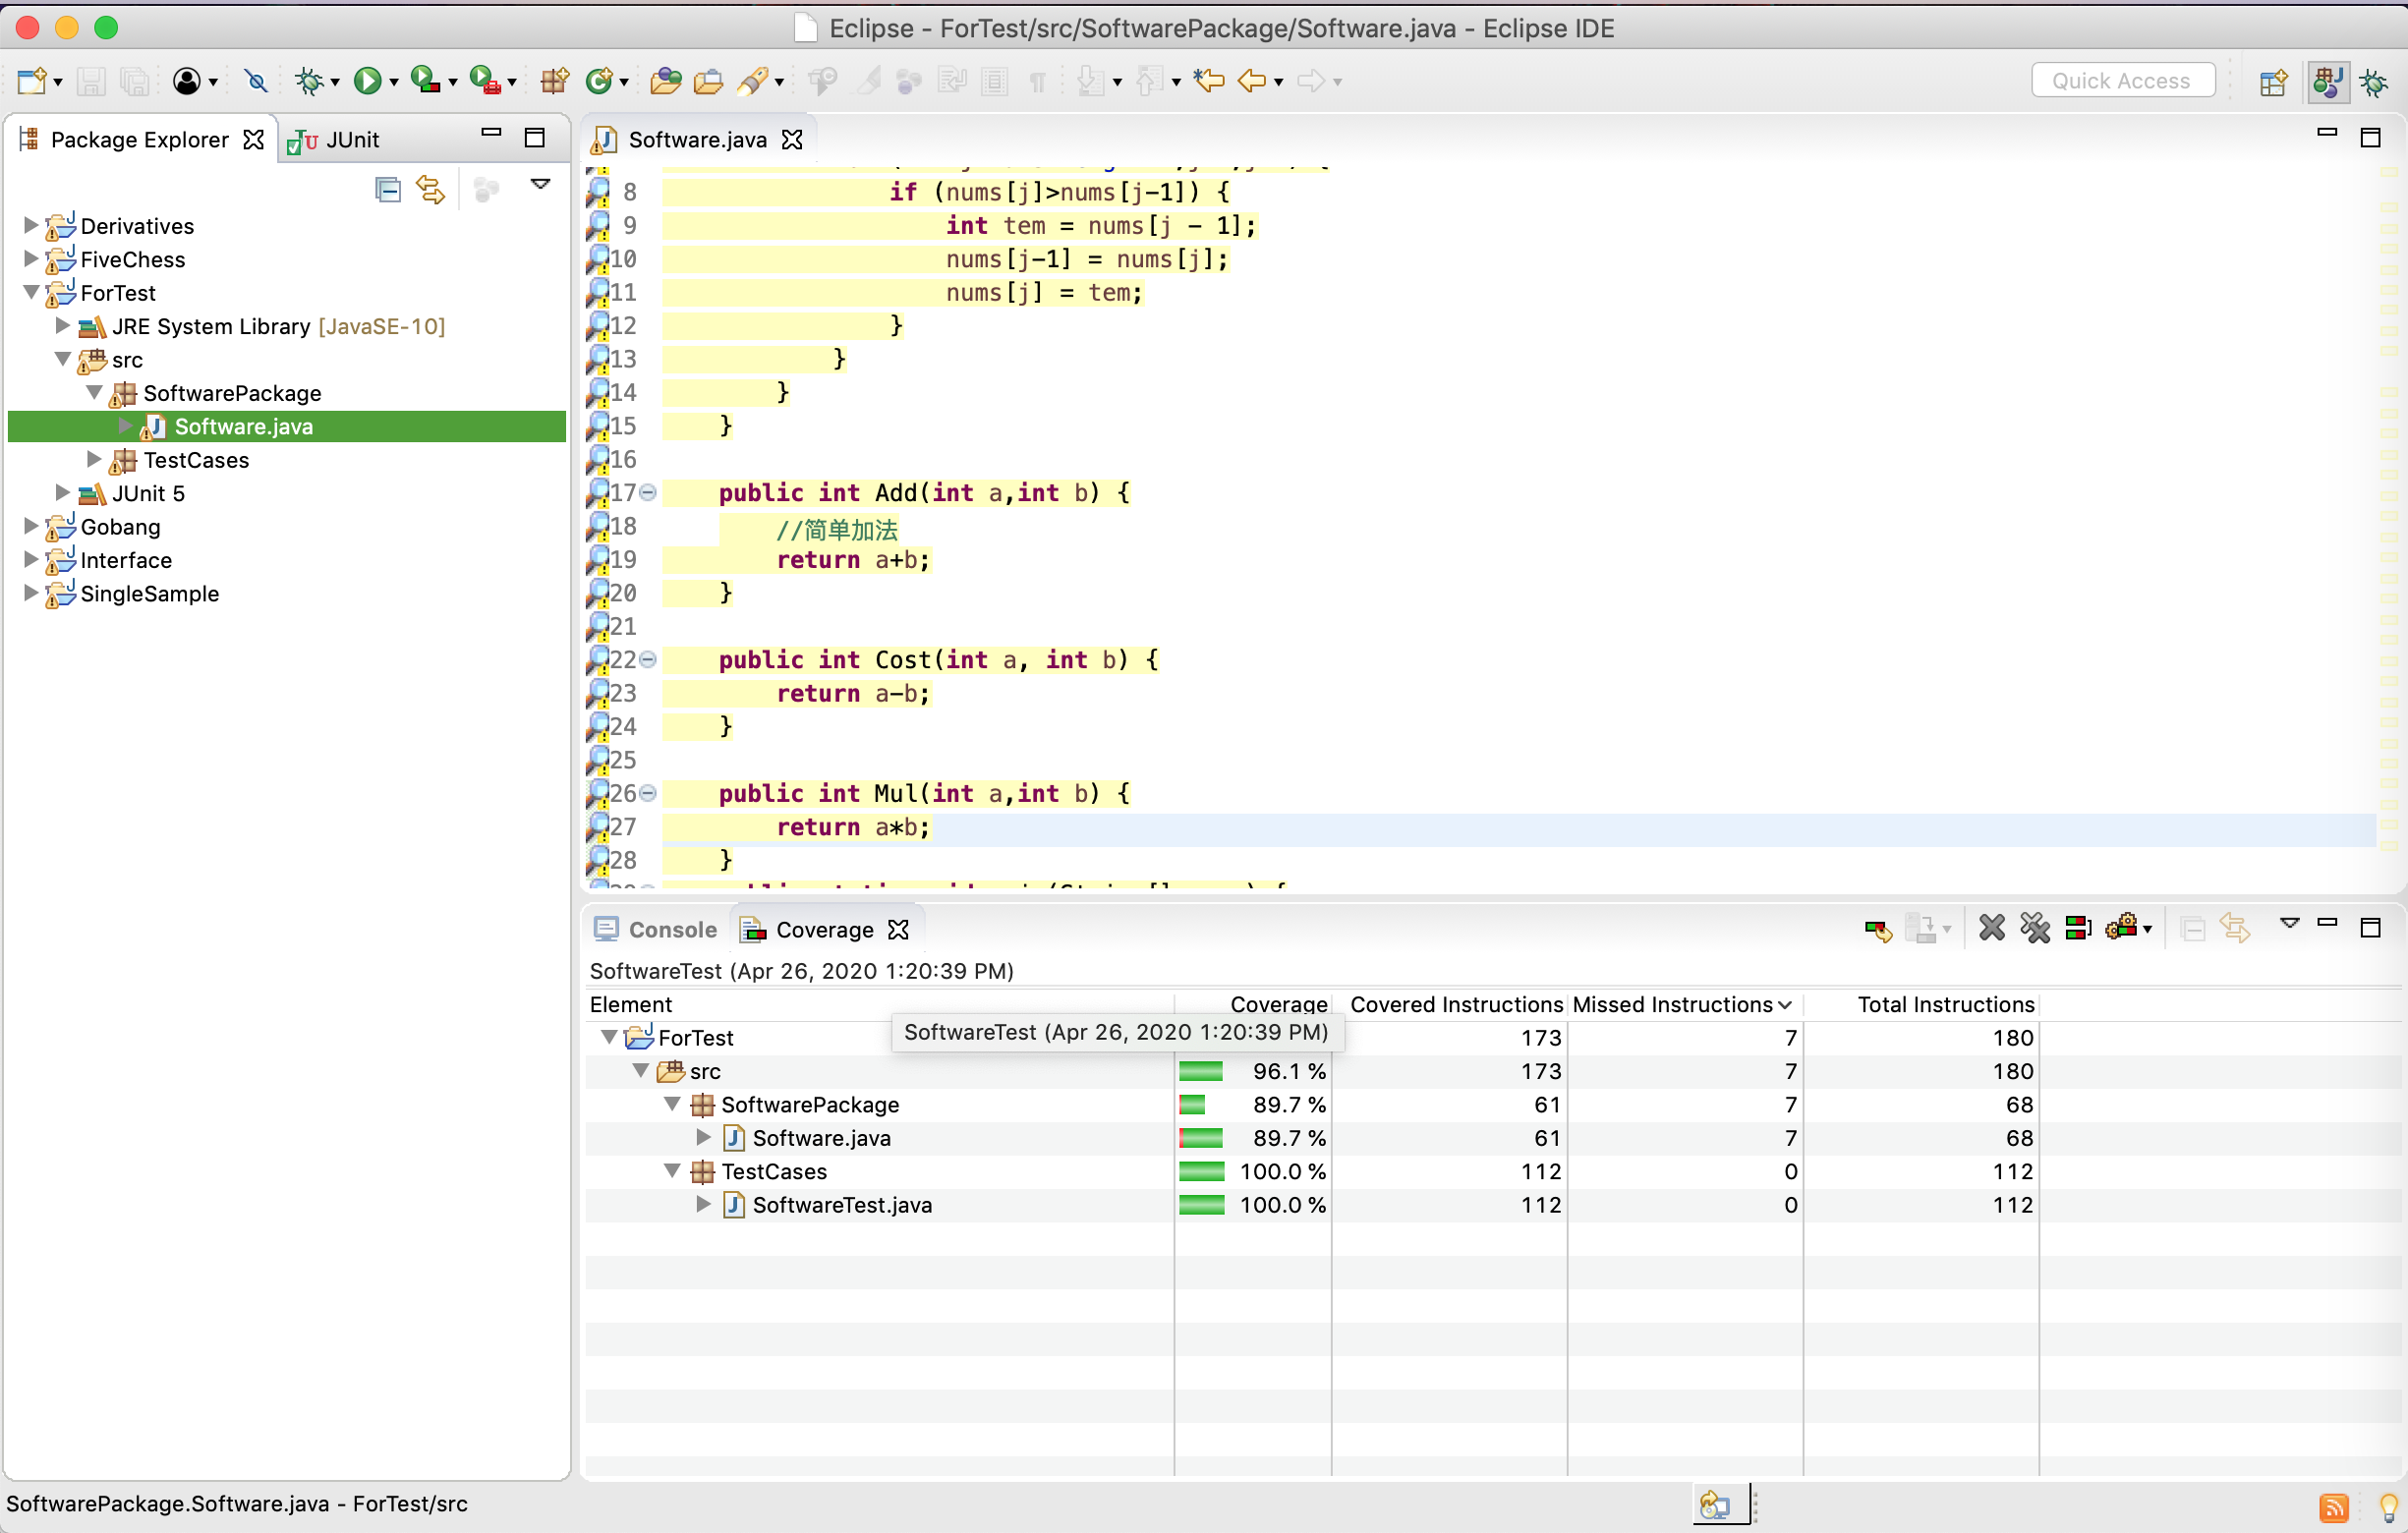 Eclipse - ForTest/src/SoftwarePackage/Software.java - Eclipse IDE
Quick Access
Package Explorer
JUnit
Derivatives
FiveChess
ForTest
JRE System Library [JavaSE-10]
src
SoftwarePackage
Software.java
TestCases
JUnit 5
Gobang
Interface
SingleSample
Software.java
8 if (nums[j]>nums[j-1]) {
9 int tem = nums[j - 1];
10 nums[j-1] = nums[j];
11 nums[j] = tem;
12 }
13 }
14 }
15 }
16
17 public int Add(int a,int b) {
18 //简单加法
19 return a+b;
20 }
21
22 public int Cost(int a, int b) {
23 return a-b;
24 }
25
26 public int Mul(int a,int b) {
27 return a*b;
28 }
Console
Coverage
SoftwareTest (Apr 26, 2020 1:20:39 PM)
Element Coverage Covered Instructions Missed Instructions Total Instructions
SoftwareTest (Apr 26, 2020 1:20:39 PM)
ForTest 173 7 180
src 96.1 % 173 7 180
SoftwarePackage 89.7 % 61 7 68
Software.java 89.7 % 61 7 68
TestCases 100.0 % 112 0 112
SoftwareTest.java 100.0 % 112 0 112
SoftwarePackage.Software.java - ForTest/src